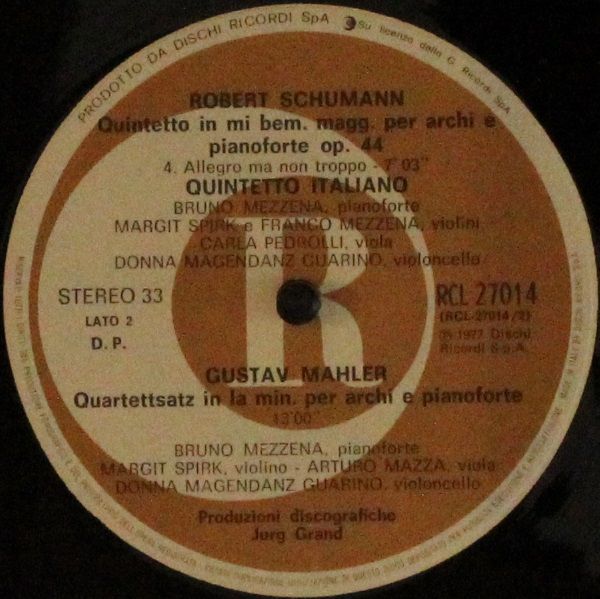 PRODOTTO DA DISCHI RICORDI SpA
Su licenza della G. Ricordi SpA
ROBERT SCHUMANN
Quintetto in mi bem. magg. per archi e
pianoforte op. 44
4. Allegro ma non troppo - 7'03"
QUINTETTO ITALIANO
BRUNO MEZZENA, pianoforte
MARGIT SPIRK e FRANCO MEZZENA, violini
CARLA PEDROLLI, viola
DONNA MAGENDANZ GUARINO, violoncello
STEREO 33
LATO 2
D. P.
R
RCL 27014
(RCL-27014/2)
℗ 1977 Dischi
Ricordi S.p.A.
GUSTAV MAHLER
Quartettsatz in la min. per archi e pianoforte
13'00"
BRUNO MEZZENA, pianoforte
MARGIT SPIRK, violino - ARTURO MAZZA, viola
DONNA MAGENDANZ GUARINO, violoncello
Produzioni discografiche
Jurg Grand